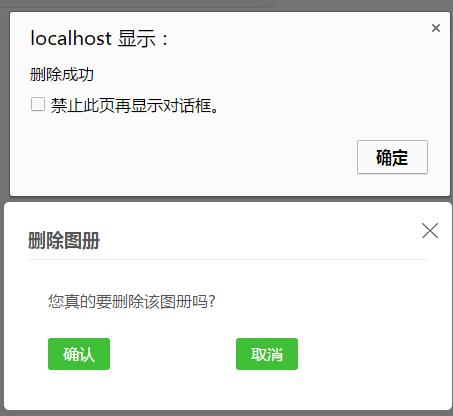 localhost 显示：
删除成功
禁止此页再显示对话框。
确定
删除图册
您真的要删除该图册吗?
确认 取消